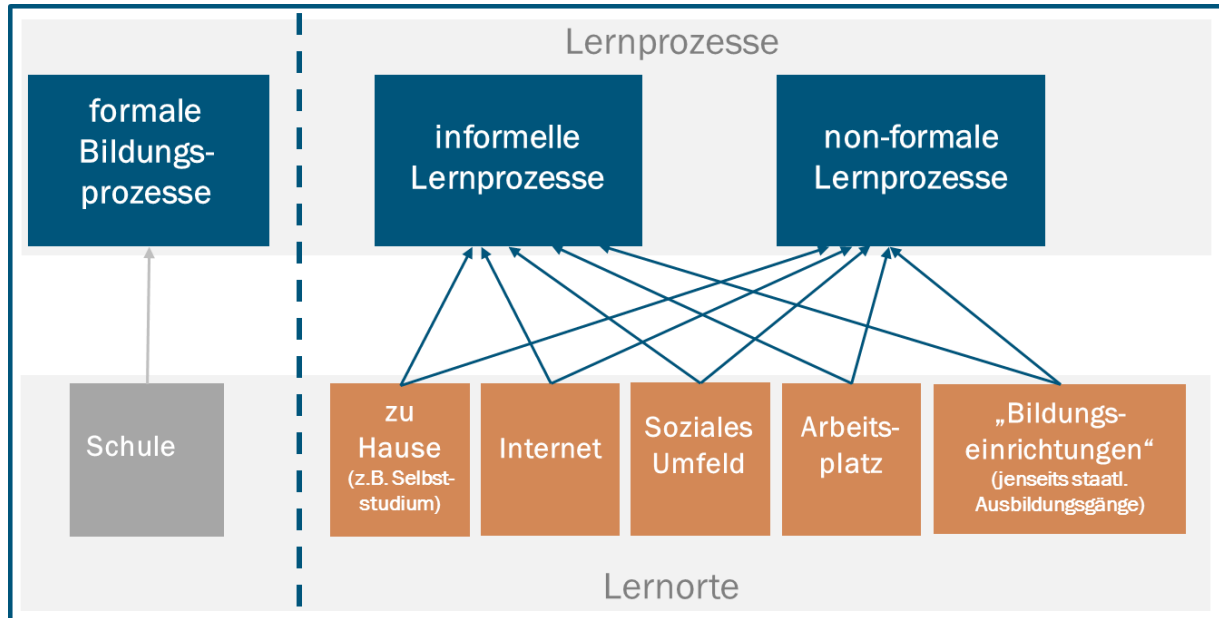 Lernprozesse
formale
Bildungs-
prozesse
informelle
Lernprozesse
non-formale
Lernprozesse
Schule
zu
Hause
(z.B. Selbst-
studium)
Internet
Soziales
Umfeld
Arbeits-
platz
„Bildungs-
einrichtungen“
(jenseits staatl.
Ausbildungsgänge)
Lernorte